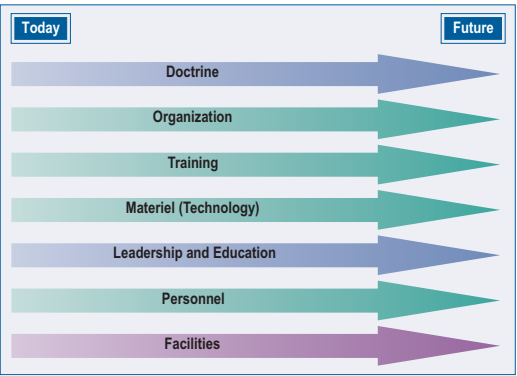 Today
Future
Doctrine
Organization
Training
Materiel (Technology)
Leadership and Education
Personnel
Facilities